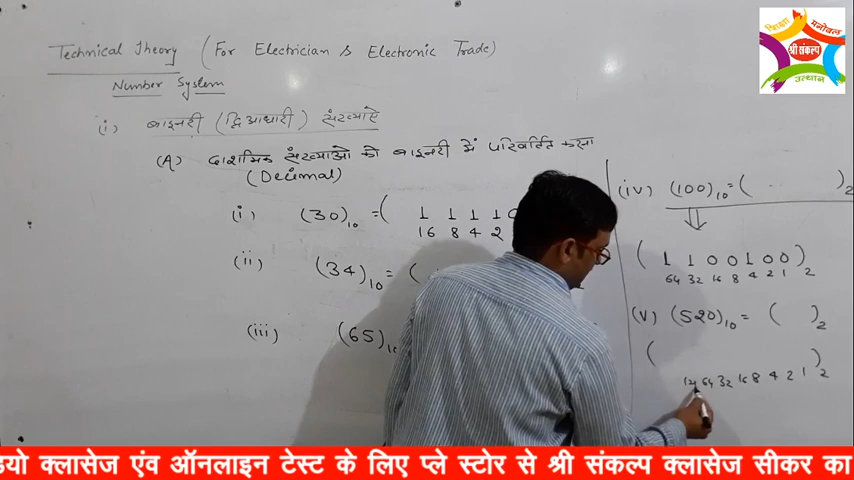 Technical Theory (For Electrician & Electronic Trade)
Number System
(i) बाइनरी (द्विआधारी) संख्याऐ
(A) दाशमिक संख्याओ को बाइनरी में परिवर्तित करना
(Decimal)
(i) (30)₁₀ = ( 1 1 1 1 0
16 8 4 2
(ii) (34)₁₀ = (
(iii) (65)₁₀
(iv) (100)₁₀ = ( ... )₂
⇓
( 1 1 0 0 1 0 0 )₂
64 32 16 8 4 2 1
(V) (520)₁₀ = ( )₂
( )₂
64 32 16 8 4 2 1
शिक्षा मनोबल
श्री संकल्प
उत्थान
डियो क्लासेज एंव ऑनलाइन टेस्ट के लिए प्ले स्टोर से श्री संकल्प क्लासेज सीकर का